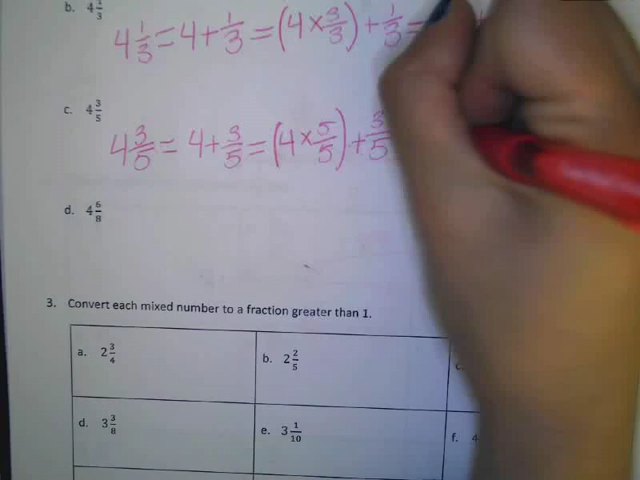 b. 4 1/3
4 1/3 = 4 + 1/3 = (4 × 3/3) + 1/3 =
c. 4 3/5
4 3/5 = 4 + 3/5 = (4 × 5/5) + 3/5
d. 4 6/8
3. Convert each mixed number to a fraction greater than 1.
a. 2 3/4
b. 2 2/5
d. 3 3/8
e. 3 1/10
f. 4